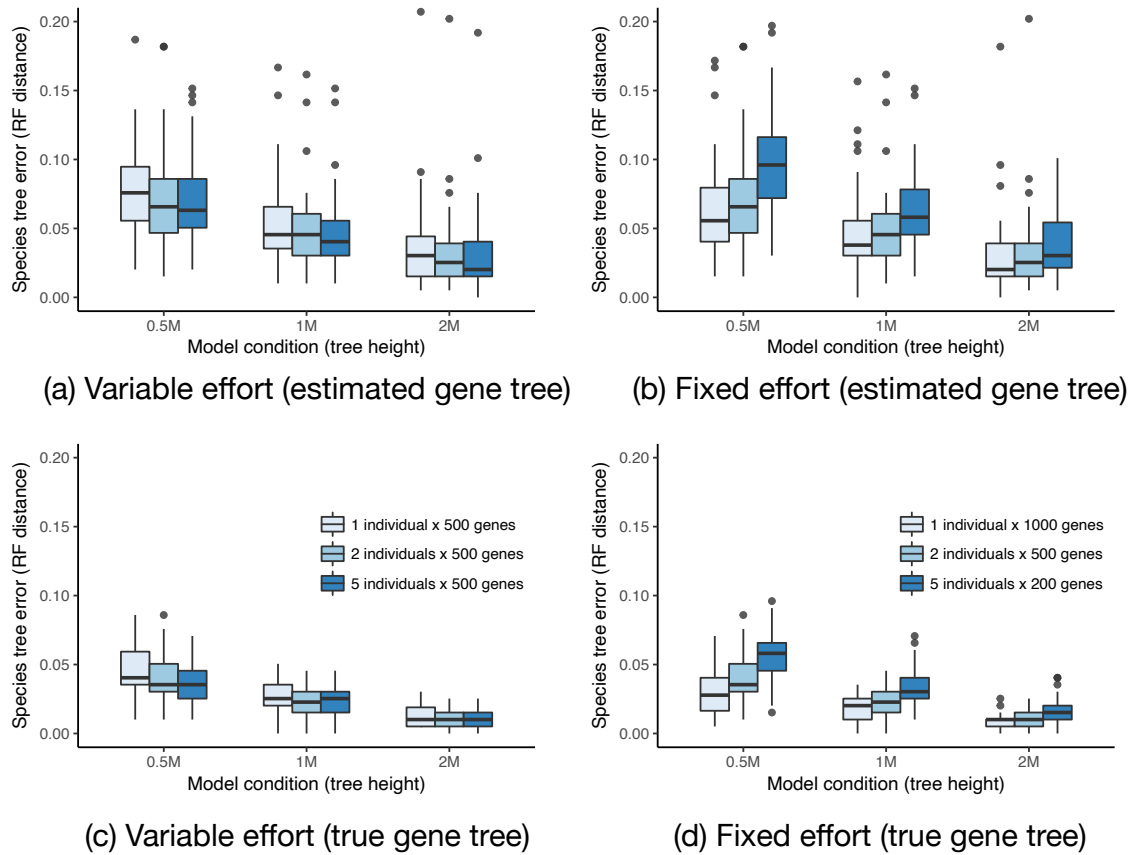 Species tree error (RF distance)
0.20
0.15
0.10
0.05
0.00
0.5M 1M 2M
Model condition (tree height)
(a) Variable effort (estimated gene tree)
Species tree error (RF distance)
0.20
0.15
0.10
0.05
0.00
0.5M 1M 2M
Model condition (tree height)
(b) Fixed effort (estimated gene tree)
Species tree error (RF distance)
0.20
0.15
0.10
0.05
0.00
1 individual x 500 genes
2 individuals x 500 genes
5 individuals x 500 genes
0.5M 1M 2M
Model condition (tree height)
(c) Variable effort (true gene tree)
Species tree error (RF distance)
0.20
0.15
0.10
0.05
0.00
1 individual x 1000 genes
2 individuals x 500 genes
5 individuals x 200 genes
0.5M 1M 2M
Model condition (tree height)
(d) Fixed effort (true gene tree)